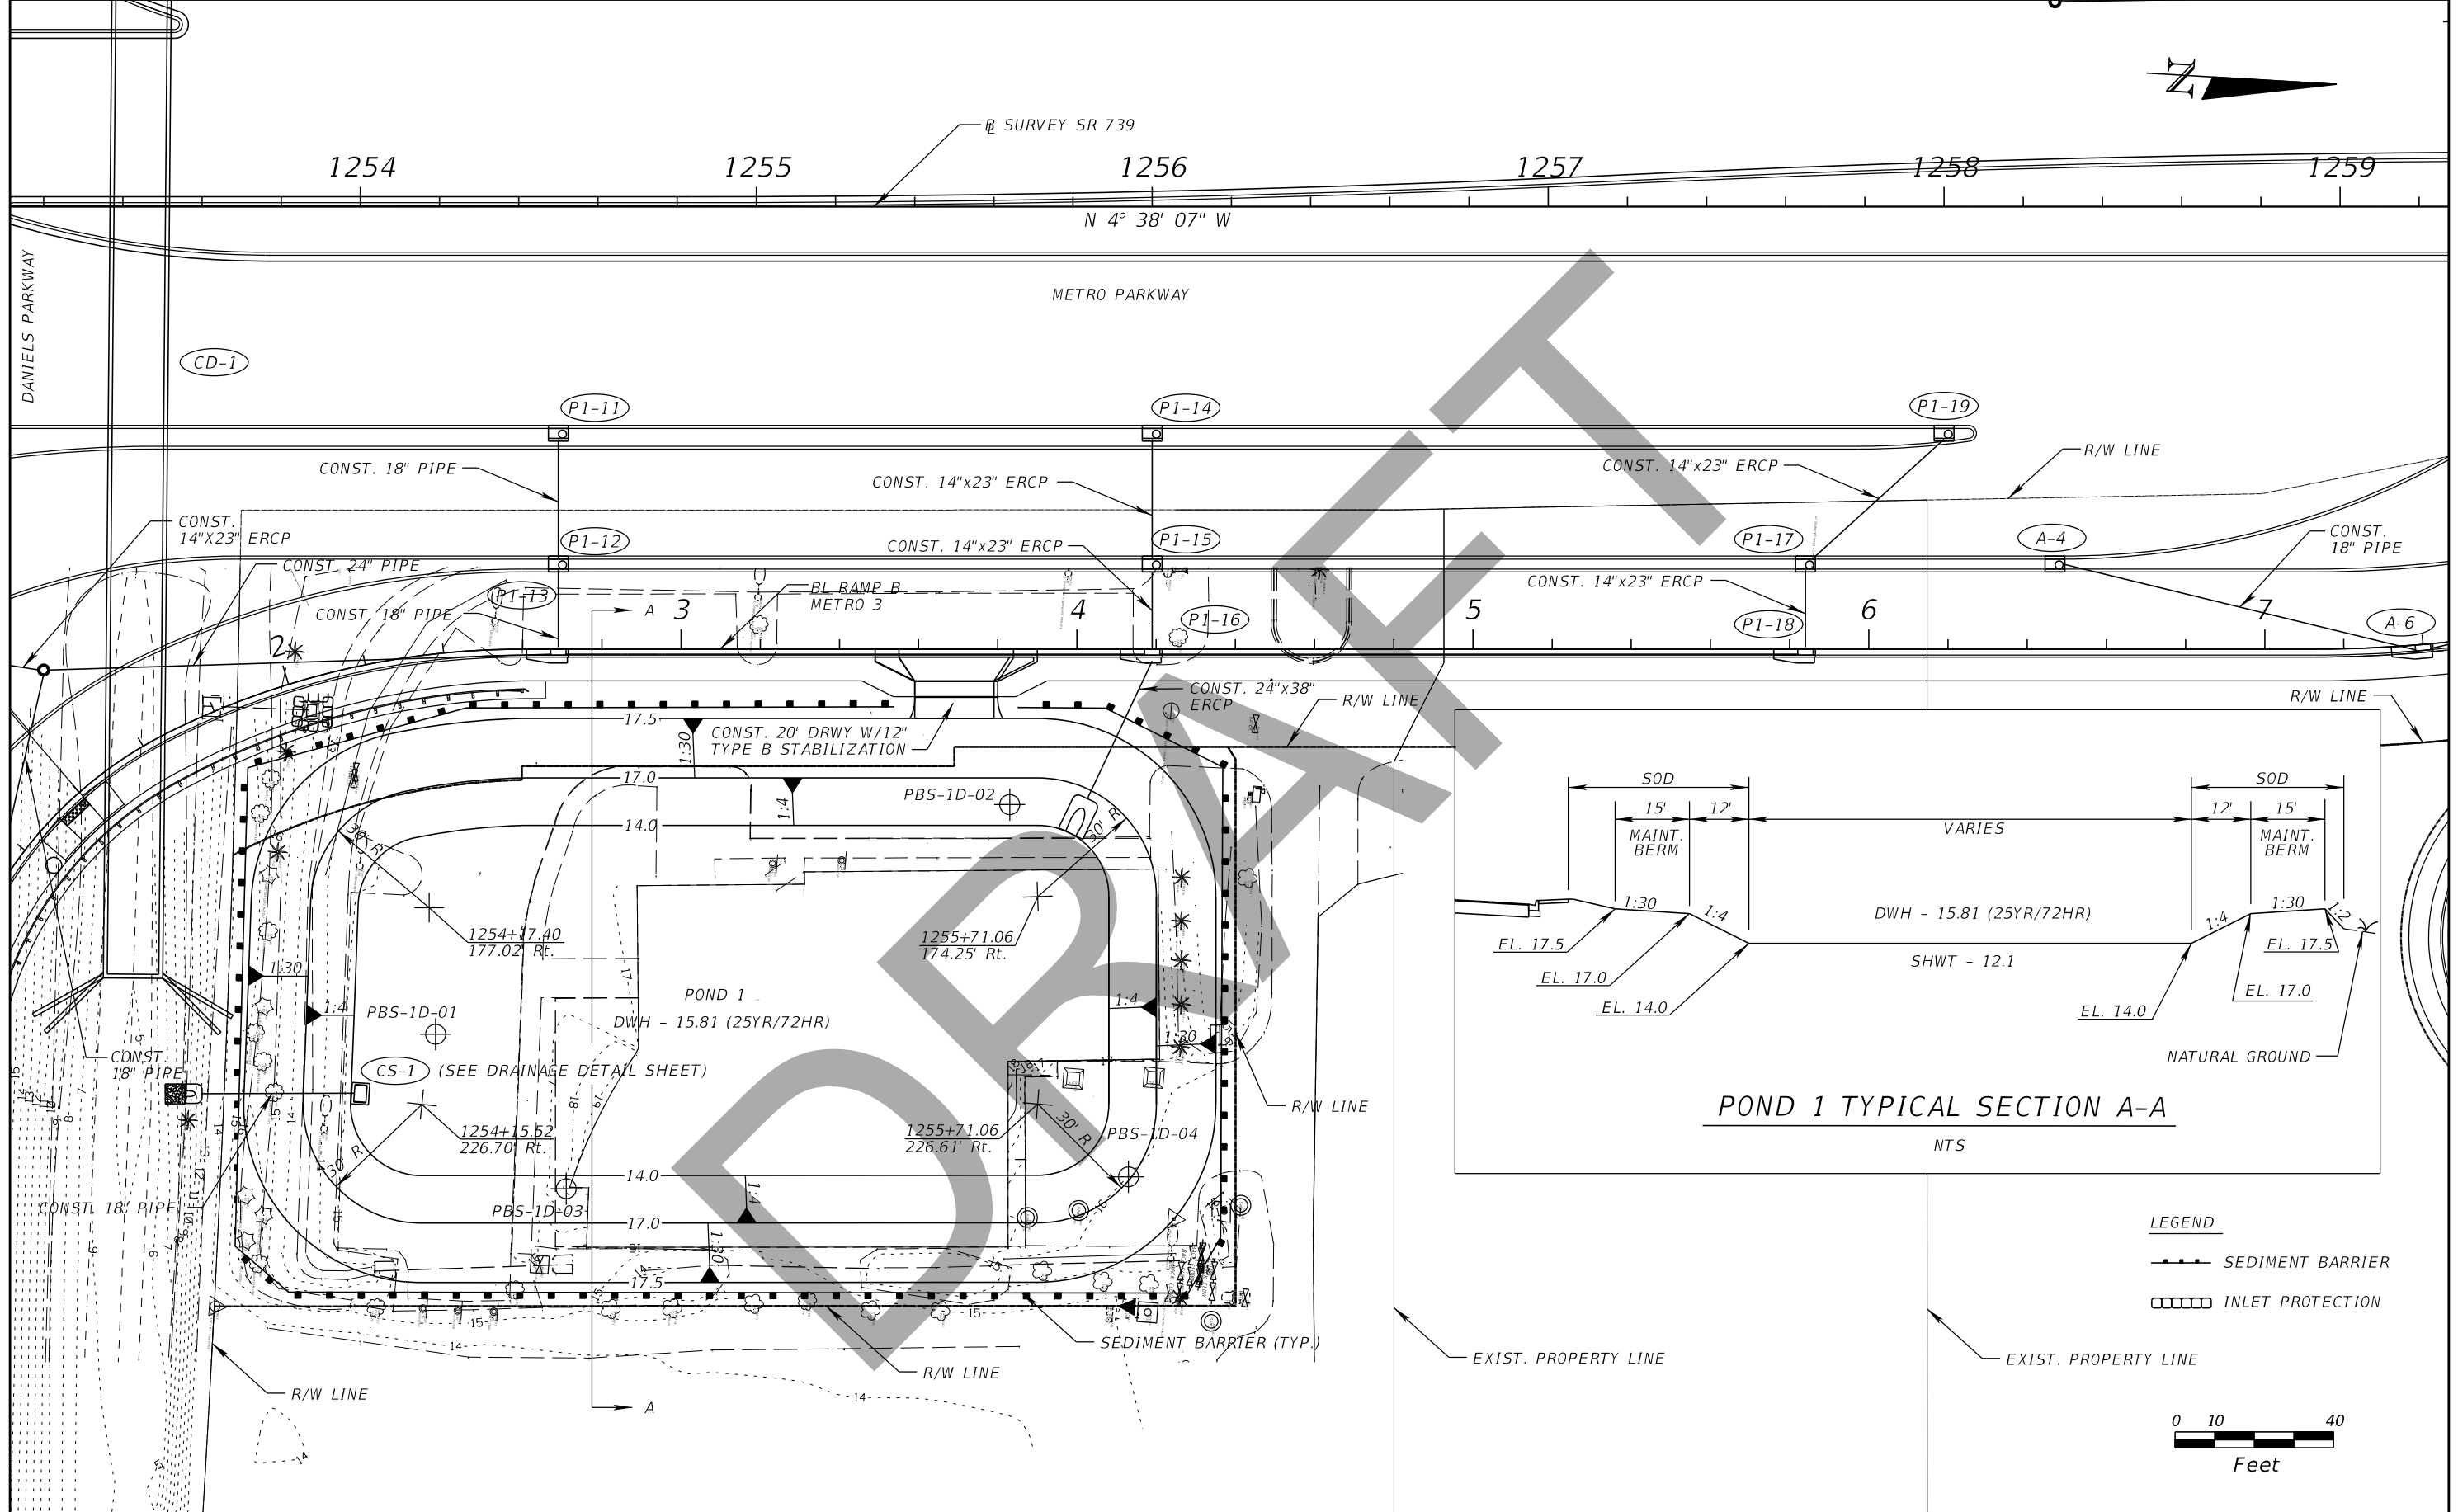 N
BL SURVEY SR 739
1254
1255
1256
1257
1258
1259
N 4° 38' 07" W
DANIELS PARKWAY
METRO PARKWAY
CD-1
P1-11
P1-14
P1-19
CONST. 18" PIPE
CONST. 14"x23" ERCP
CONST. 14"x23" ERCP
R/W LINE
CONST.
14"X23" ERCP
P1-12
CONST. 14"x23" ERCP
P1-15
P1-17
A-4
CONST.
18" PIPE
CONST. 24" PIPE
P1-13
BL RAMP B
METRO 3
CONST. 14"x23" ERCP
CONST. 18" PIPE
A
P1-16
P1-18
A-6
2
3
4
5
6
7
CONST. 24"x38"
ERCP
R/W LINE
R/W LINE
17.5
1:30
CONST. 20' DRWY W/12"
TYPE B STABILIZATION
17.0
1:4
PBS-1D-02
14.0
30' R
30' R
1254+17.40
177.02' Rt.
1255+71.06
174.25' Rt.
17
1:30
1:4
PBS-1D-01
POND 1
DWH - 15.81 (25YR/72HR)
1:4
1:30
CONST.
18" PIPE
CS-1
(SEE DRAINAGE DETAIL SHEET)
R/W LINE
1254+15.52
226.70' Rt.
1255+71.06
226.61' Rt.
30' R
30' R
PBS-1D-04
14.0
1:4
CONST. 18" PIPE
PBS-1D-03
17.0
1:30
17.5
SEDIMENT BARRIER (TYP.)
R/W LINE
R/W LINE
A
EXIST. PROPERTY LINE
EXIST. PROPERTY LINE
SOD
SOD
15'
12'
12'
15'
MAINT.
BERM
VARIES
MAINT.
BERM
1:30
1:4
DWH - 15.81 (25YR/72HR)
1:4
1:30
1:2
EL. 17.5
SHWT - 12.1
EL. 17.5
EL. 17.0
EL. 17.0
EL. 14.0
EL. 14.0
NATURAL GROUND
POND 1 TYPICAL SECTION A-A
NTS
LEGEND
SEDIMENT BARRIER
INLET PROTECTION
0 10 40
Feet
DRAFT